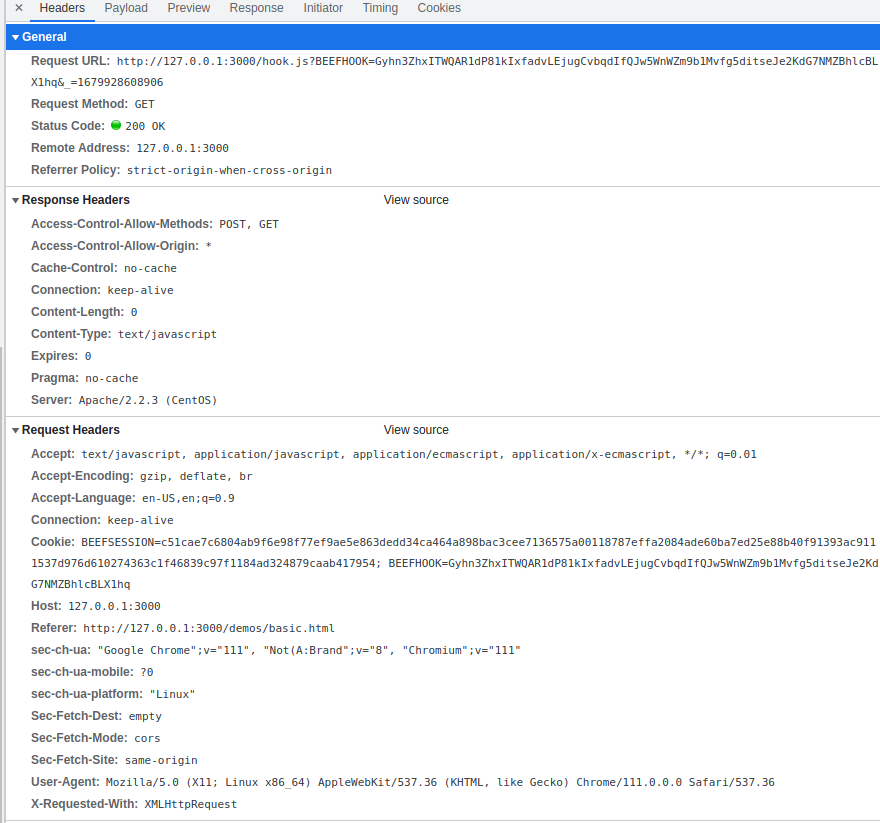 × Headers Payload Preview Response Initiator Timing Cookies
General
Request URL: http://127.0.0.1:3000/hook.js?BEEFHOOK=Gyhn3ZhxITWQAR1dP81kIxfadvLEjugCvbqdIfQJw5WnWZm9b1Mvfg5ditseJe2KdG7NMZBhlcBL
X1hq&_=1679928608906
Request Method: GET
Status Code: 200 OK
Remote Address: 127.0.0.1:3000
Referrer Policy: strict-origin-when-cross-origin
Response Headers View source
Access-Control-Allow-Methods: POST, GET
Access-Control-Allow-Origin: *
Cache-Control: no-cache
Connection: keep-alive
Content-Length: 0
Content-Type: text/javascript
Expires: 0
Pragma: no-cache
Server: Apache/2.2.3 (CentOS)
Request Headers View source
Accept: text/javascript, application/javascript, application/ecmascript, application/x-ecmascript, */*; q=0.01
Accept-Encoding: gzip, deflate, br
Accept-Language: en-US,en;q=0.9
Connection: keep-alive
Cookie: BEEFSESSION=c51cae7c6804ab9f6e98f77ef9ae5e863dedd34ca464a898bac3cee7136575a00118787effa2084ade60ba7ed25e88b40f91393ac911
1537d976d610274363c1f46839c97f1184ad324879caab417954; BEEFHOOK=Gyhn3ZhxITWQAR1dP81kIxfadvLEjugCvbqdIfQJw5WnWZm9b1Mvfg5ditseJe2Kd
G7NMZBhlcBLX1hq
Host: 127.0.0.1:3000
Referer: http://127.0.0.1:3000/demos/basic.html
sec-ch-ua: "Google Chrome";v="111", "Not(A:Brand";v="8", "Chromium";v="111"
sec-ch-ua-mobile: ?0
sec-ch-ua-platform: "Linux"
Sec-Fetch-Dest: empty
Sec-Fetch-Mode: cors
Sec-Fetch-Site: same-origin
User-Agent: Mozilla/5.0 (X11; Linux x86_64) AppleWebKit/537.36 (KHTML, like Gecko) Chrome/111.0.0.0 Safari/537.36
X-Requested-With: XMLHttpRequest